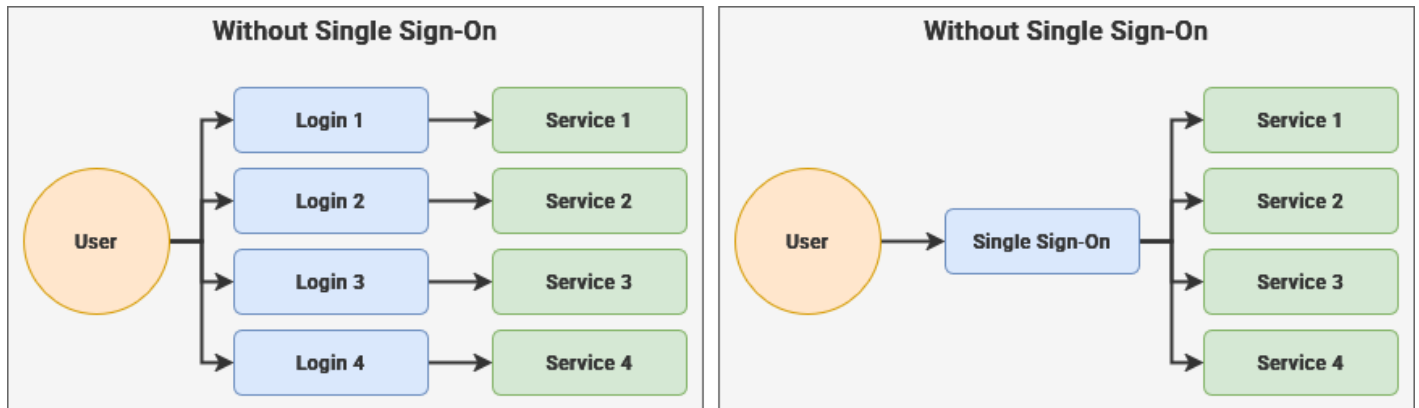 Without Single Sign-On
User
Login 1
Service 1
Login 2
Service 2
Login 3
Service 3
Login 4
Service 4
Without Single Sign-On
User
Single Sign-On
Service 1
Service 2
Service 3
Service 4